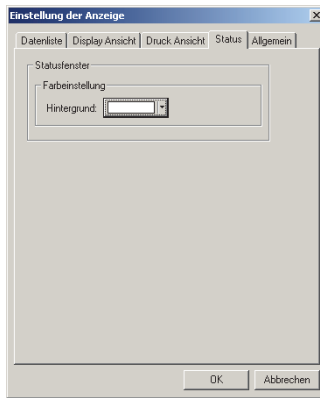 Einstellung der Anzeige
Datenliste Display Ansicht Druck Ansicht Status Allgemein
Statusfenster
Farbeinstellung
Hintergrund:
OK Abbrechen